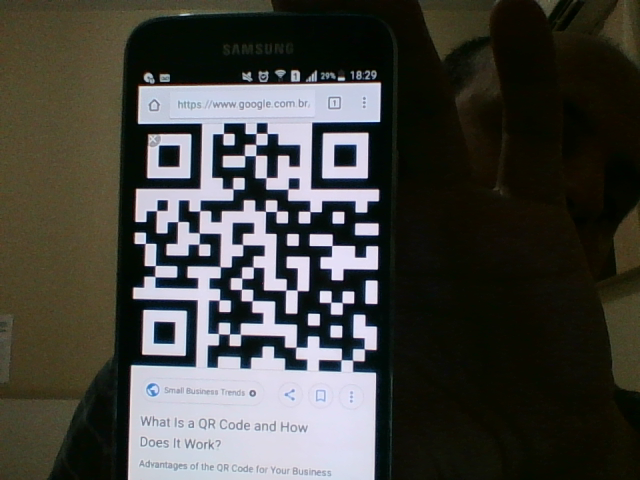 SAMSUNG
29% 18:29
https://www.google.com.br/
1
Small Business Trends
What Is a QR Code and How
Does It Work?
Advantages of the QR Code for Your Business